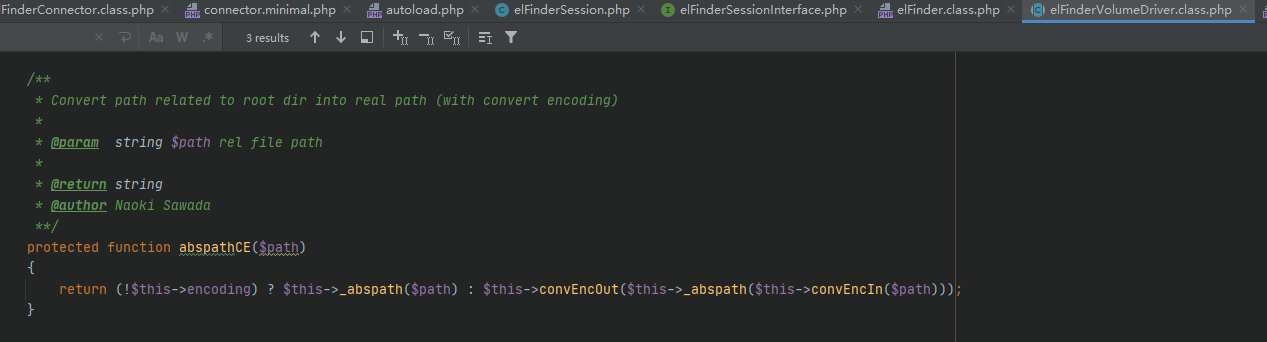 FinderConnector.class.php connector.minimal.php autoload.php elFinderSession.php elFinderSessionInterface.php elFinder.class.php elFinderVolumeDriver.class.php
Aa W .* 3 results
/**
* Convert path related to root dir into real path (with convert encoding)
*
* @param string $path rel file path
*
* @return string
* @author Naoki Sawada
**/
protected function abspathCE($path)
{
return (!$this->encoding) ? $this->_abspath($path) : $this->convEncOut($this->_abspath($this->convEncIn($path)));
}